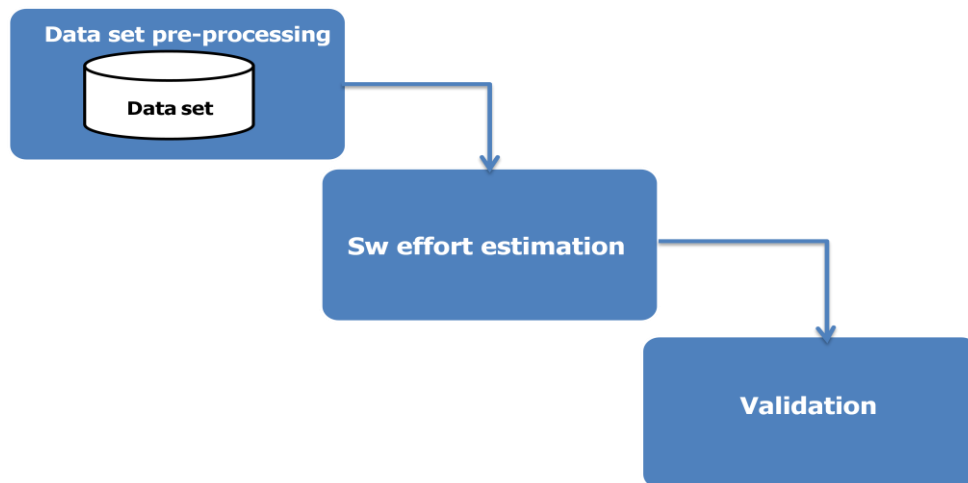 Data set pre-processing
Data set
Sw effort estimation
Validation